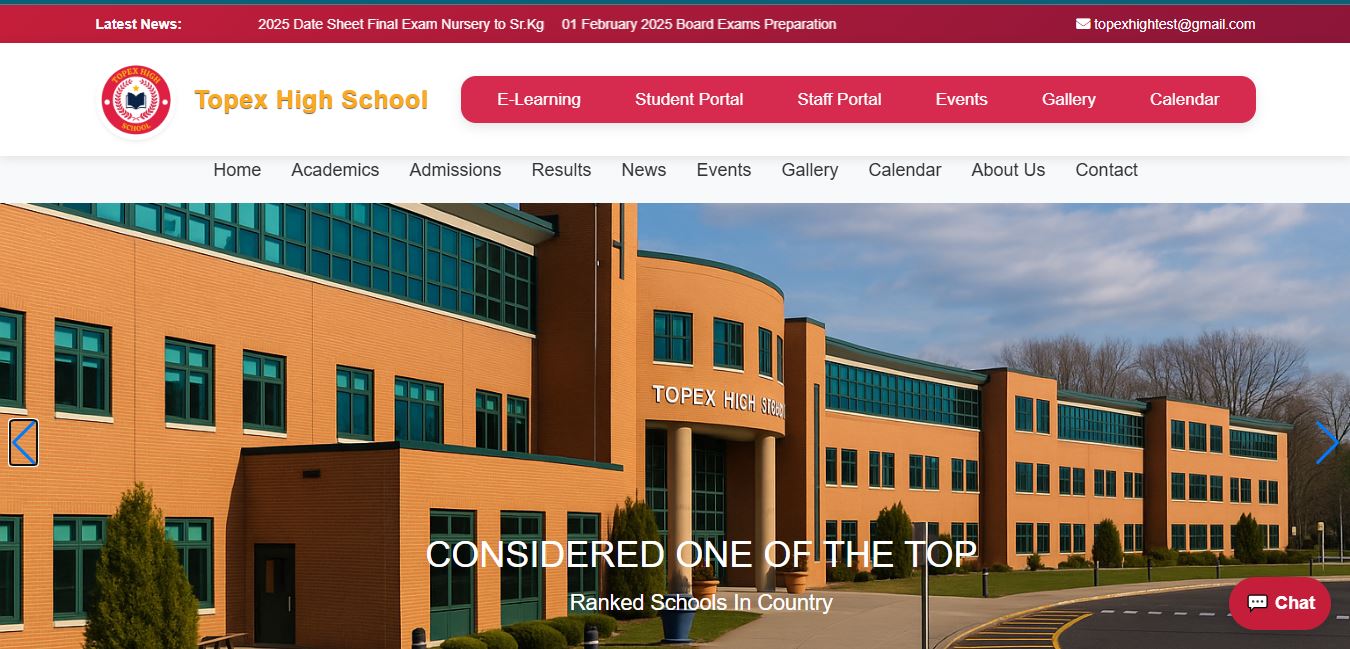 Latest News: 2025 Date Sheet Final Exam Nursery to Sr.Kg 01 February 2025 Board Exams Preparation topexhightest@gmail.com
TOPEX HIGH
SCHOOL
Topex High School
E-Learning Student Portal Staff Portal Events Gallery Calendar
Home Academics Admissions Results News Events Gallery Calendar About Us Contact
TOPEX HIGH
CONSIDERED ONE OF THE TOP
Ranked Schools In Country
Chat